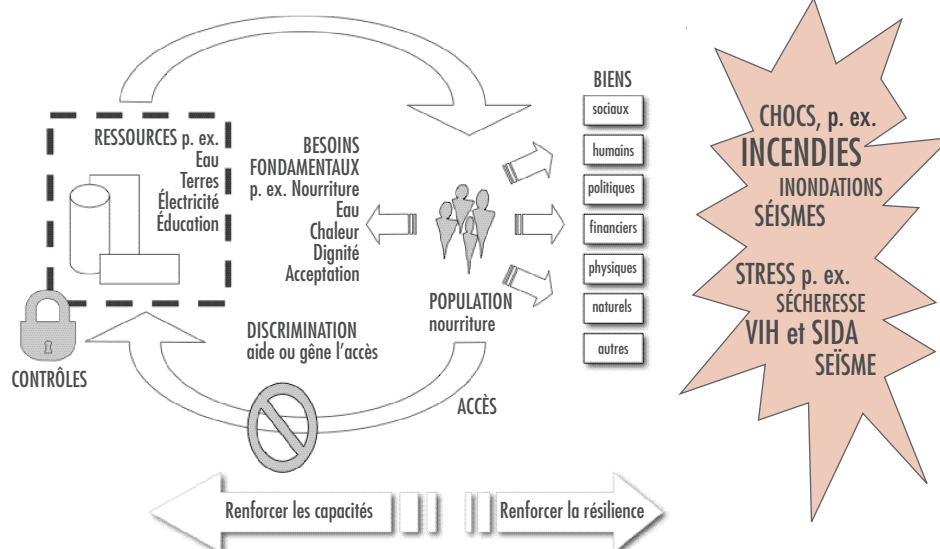 RESSOURCES p. ex.
Eau
Terres
Électricité
Éducation
CONTRÔLES
BESOINS
FONDAMENTAUX
p. ex. Nourriture
Eau
Chaleur
Dignité
Acceptation
DISCRIMINATION
aide ou gêne l’accès
POPULATION
nourriture
ACCÈS
BIENS
sociaux
humains
politiques
financiers
physiques
naturels
autres
CHOCS, p. ex.
INCENDIES
INONDATIONS
SÉISMES
STRESS p. ex.
SÉCHERESSE
VIH et SIDA
SEÏSME
Renforcer les capacités
Renforcer la résilience